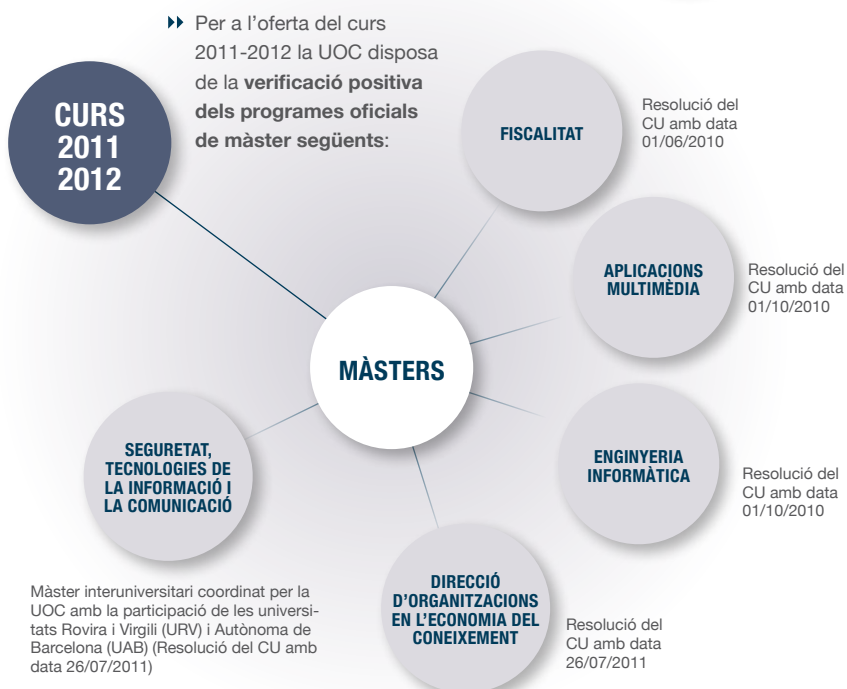 Per a l'oferta del curs
2011-2012 la UOC disposa
de la verificació positiva
dels programes oficials
de màster següents:
CURS
2011
2012
FISCALITAT
Resolució del
CU amb data
01/06/2010
APLICACIONS
MULTIMÈDIA
Resolució del
CU amb data
01/10/2010
MÀSTERS
ENGINYERIA
INFORMÀTICA
Resolució del
CU amb data
01/10/2010
SEGURETAT,
TECNOLOGIES DE
LA INFORMACIÓ I
LA COMUNICACIÓ
Màster interuniversitari coordinat per la
UOC amb la participació de les universi-
tats Rovira i Virgili (URV) i Autònoma de
Barcelona (UAB) (Resolució del CU amb
data 26/07/2011)
DIRECCIÓ
D'ORGANITZACIONS
EN L'ECONOMIA DEL
CONEIXEMENT
Resolució del
CU amb data
26/07/2011